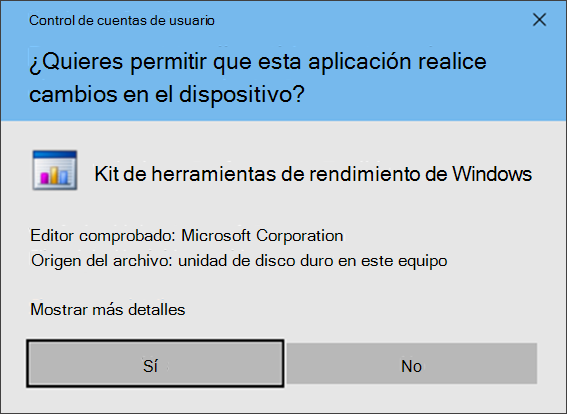 Control de cuentas de usuario
¿Quieres permitir que esta aplicación realice
cambios en el dispositivo?
Kit de herramientas de rendimiento de Windows
Editor comprobado: Microsoft Corporation
Origen del archivo: unidad de disco duro en este equipo
Mostrar más detalles
Sí
No